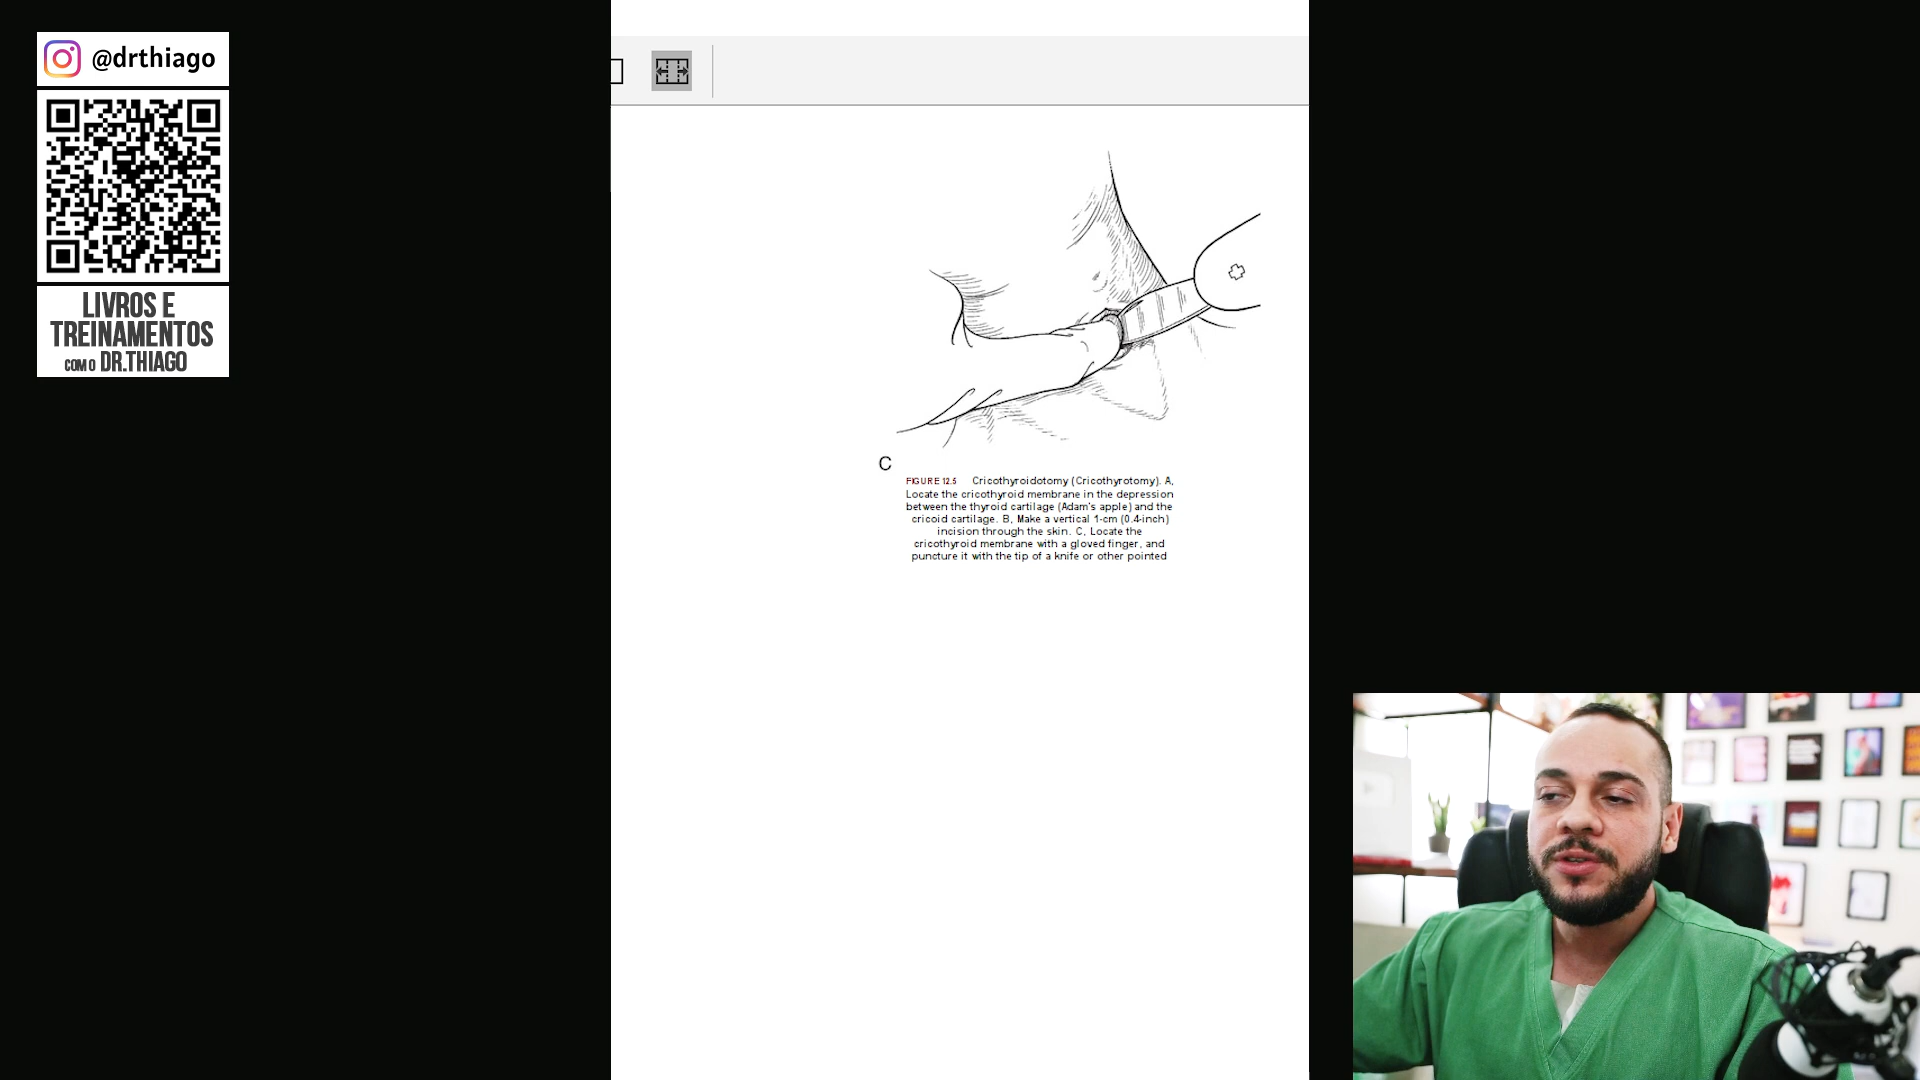 @drthiago
LIVROS E
TREINAMENTOS
COM O DR.THIAGO
C
FIGURE 12.5 Cricothyroidotomy (Cricothyrotomy). A,
Locate the cricothyroid membrane in the depression
between the thyroid cartilage (Adam's apple) and the
cricoid cartilage. B, Make a vertical 1-cm (0.4-inch)
incision through the skin. C, Locate the
cricothyroid membrane with a gloved finger, and
puncture it with the tip of a knife or other pointed